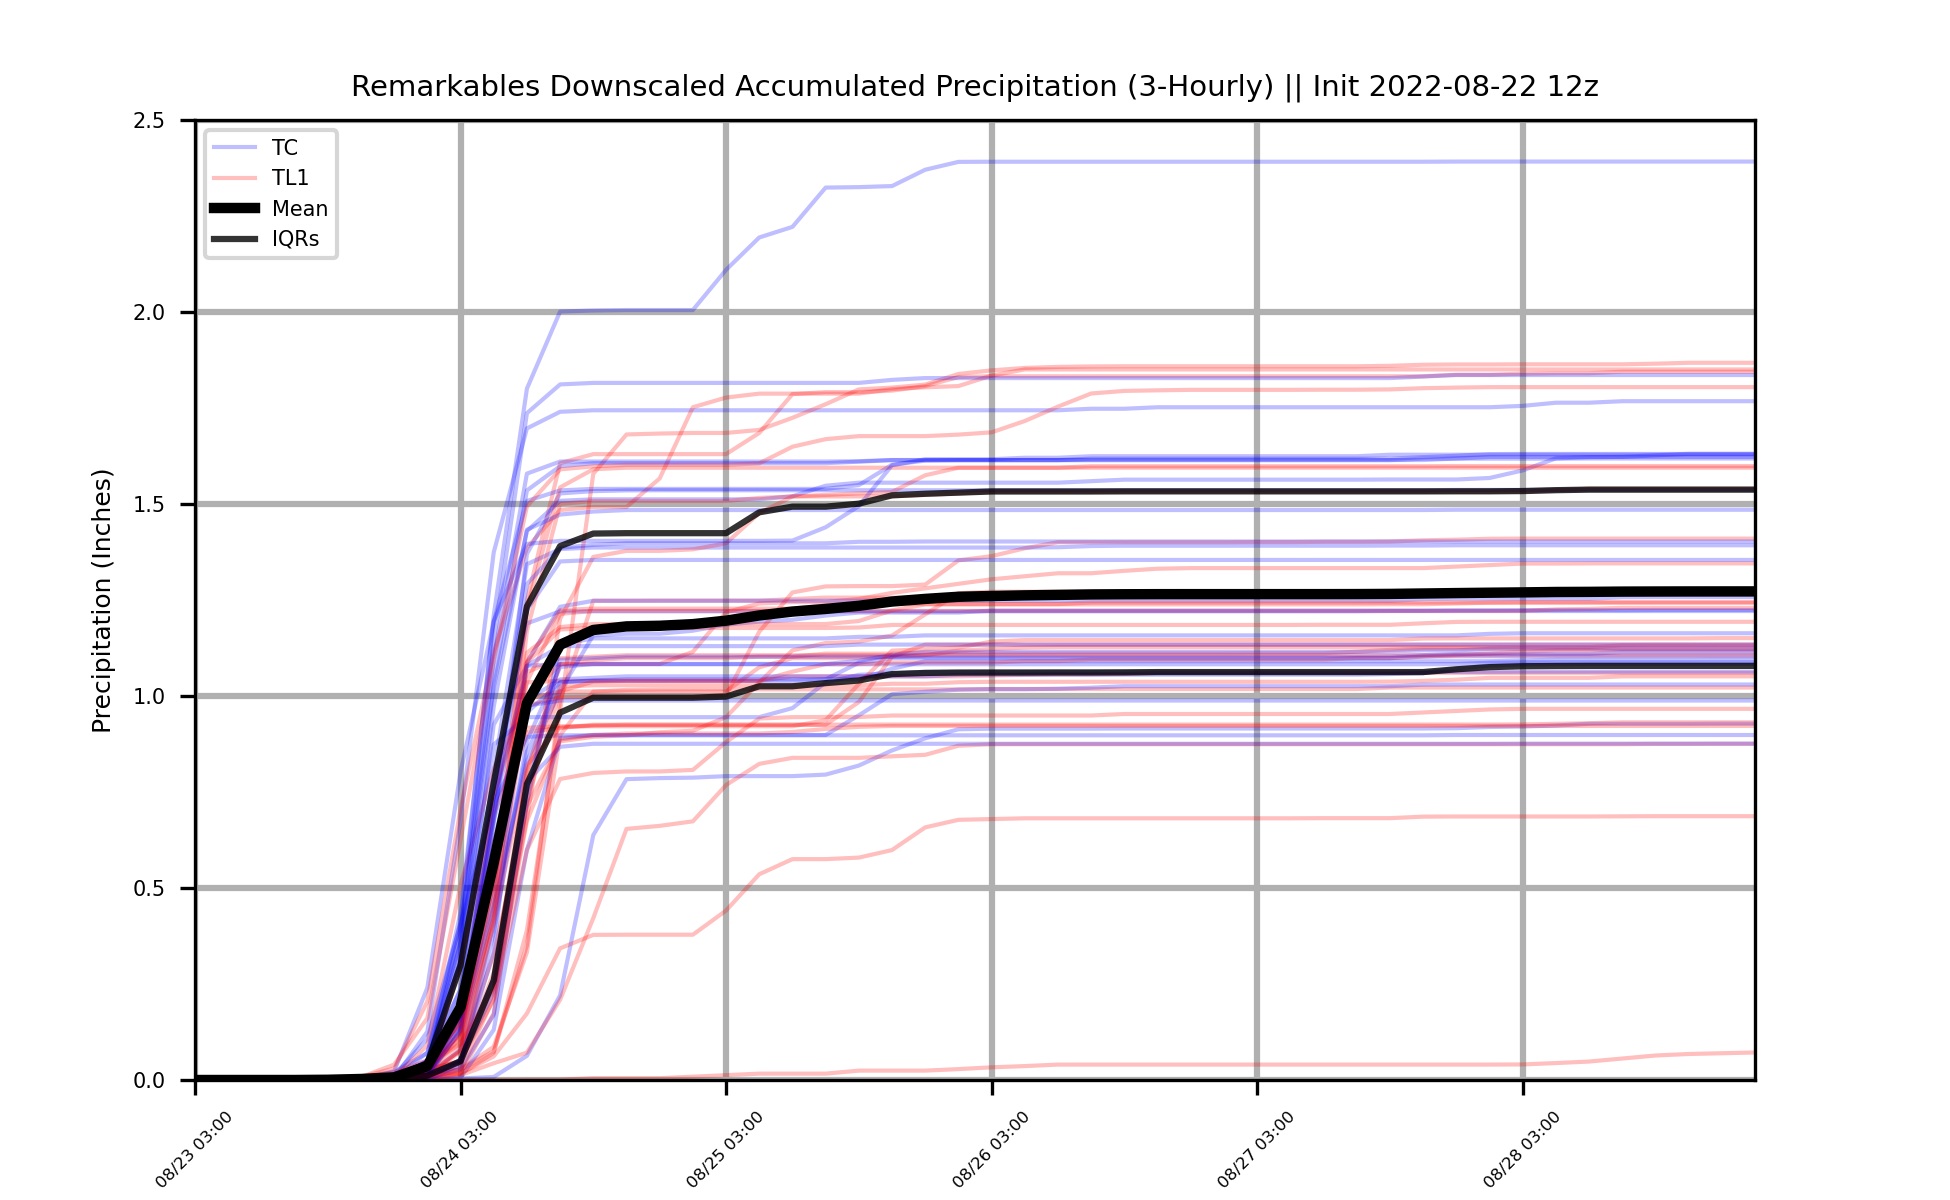 Remarkables Downscaled Accumulated Precipitation (3-Hourly) || Init 2022-08-22 12z
TC
TL1
Mean
IQRs
Precipitation (Inches)
2.5
2.0
1.5
1.0
0.5
0.0
08/23 03:00
08/24 03:00
08/25 03:00
08/26 03:00
08/27 03:00
08/28 03:00